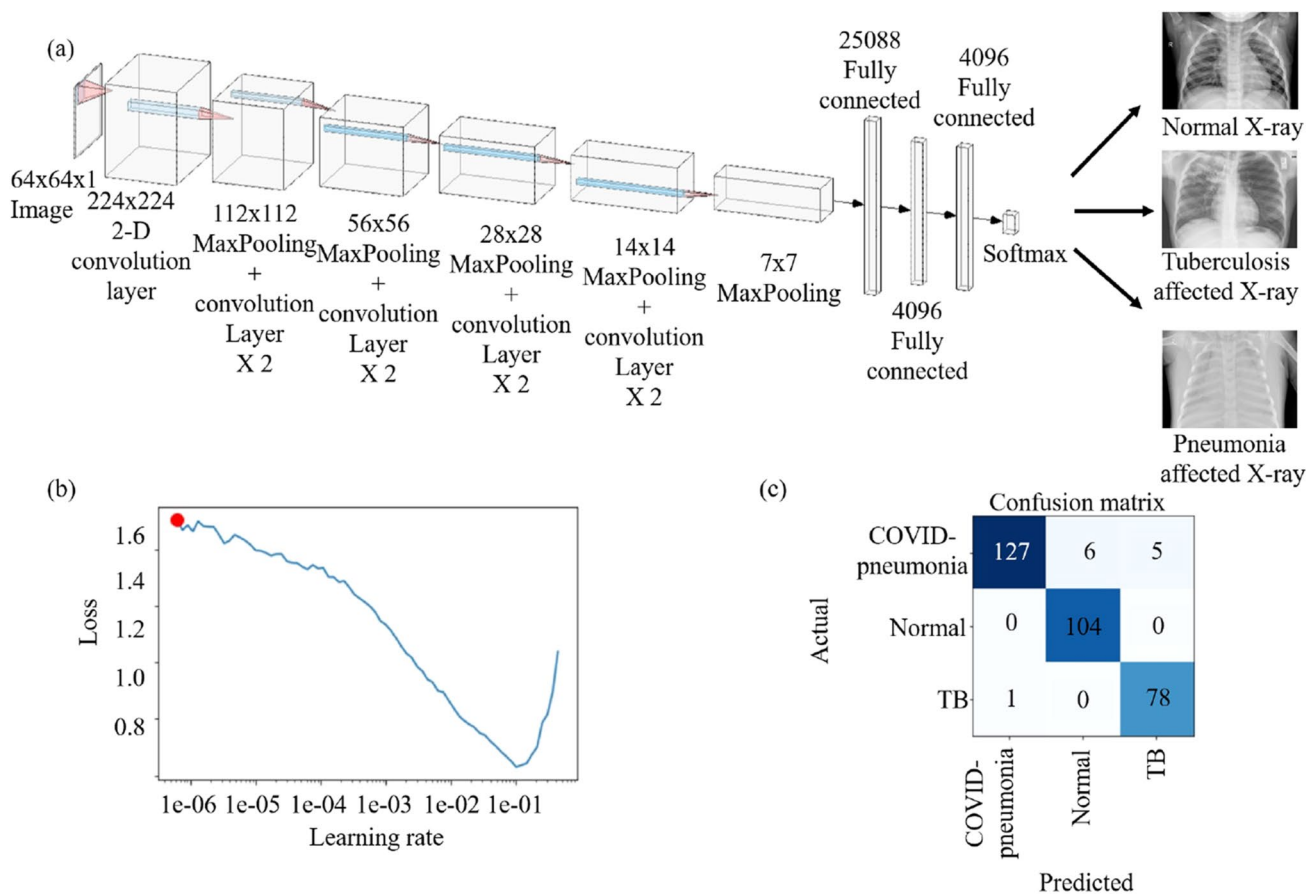 (a)
64x64x1
Image
224x224
2-D
convolution
layer
112x112
MaxPooling
+
convolution
Layer
X 2
56x56
MaxPooling
+
convolution
Layer
X 2
28x28
MaxPooling
+
convolution
Layer
X 2
14x14
MaxPooling
+
convolution
Layer
X 2
7x7
MaxPooling
25088
Fully
connected
4096
Fully
connected
4096
Fully
connected
Softmax
R
Normal X-ray
Tuberculosis
affected X-ray
Pneumonia
affected X-ray
(b)
Loss
1.6
1.4
1.2
1.0
0.8
1e-06 1e-05 1e-04 1e-03 1e-02 1e-01
Learning rate
(c)
Confusion matrix
Actual
COVID-
pneumonia
127 6 5
Normal 0 104 0
TB 1 0 78
COVID-
pneumonia
Normal
TB
Predicted